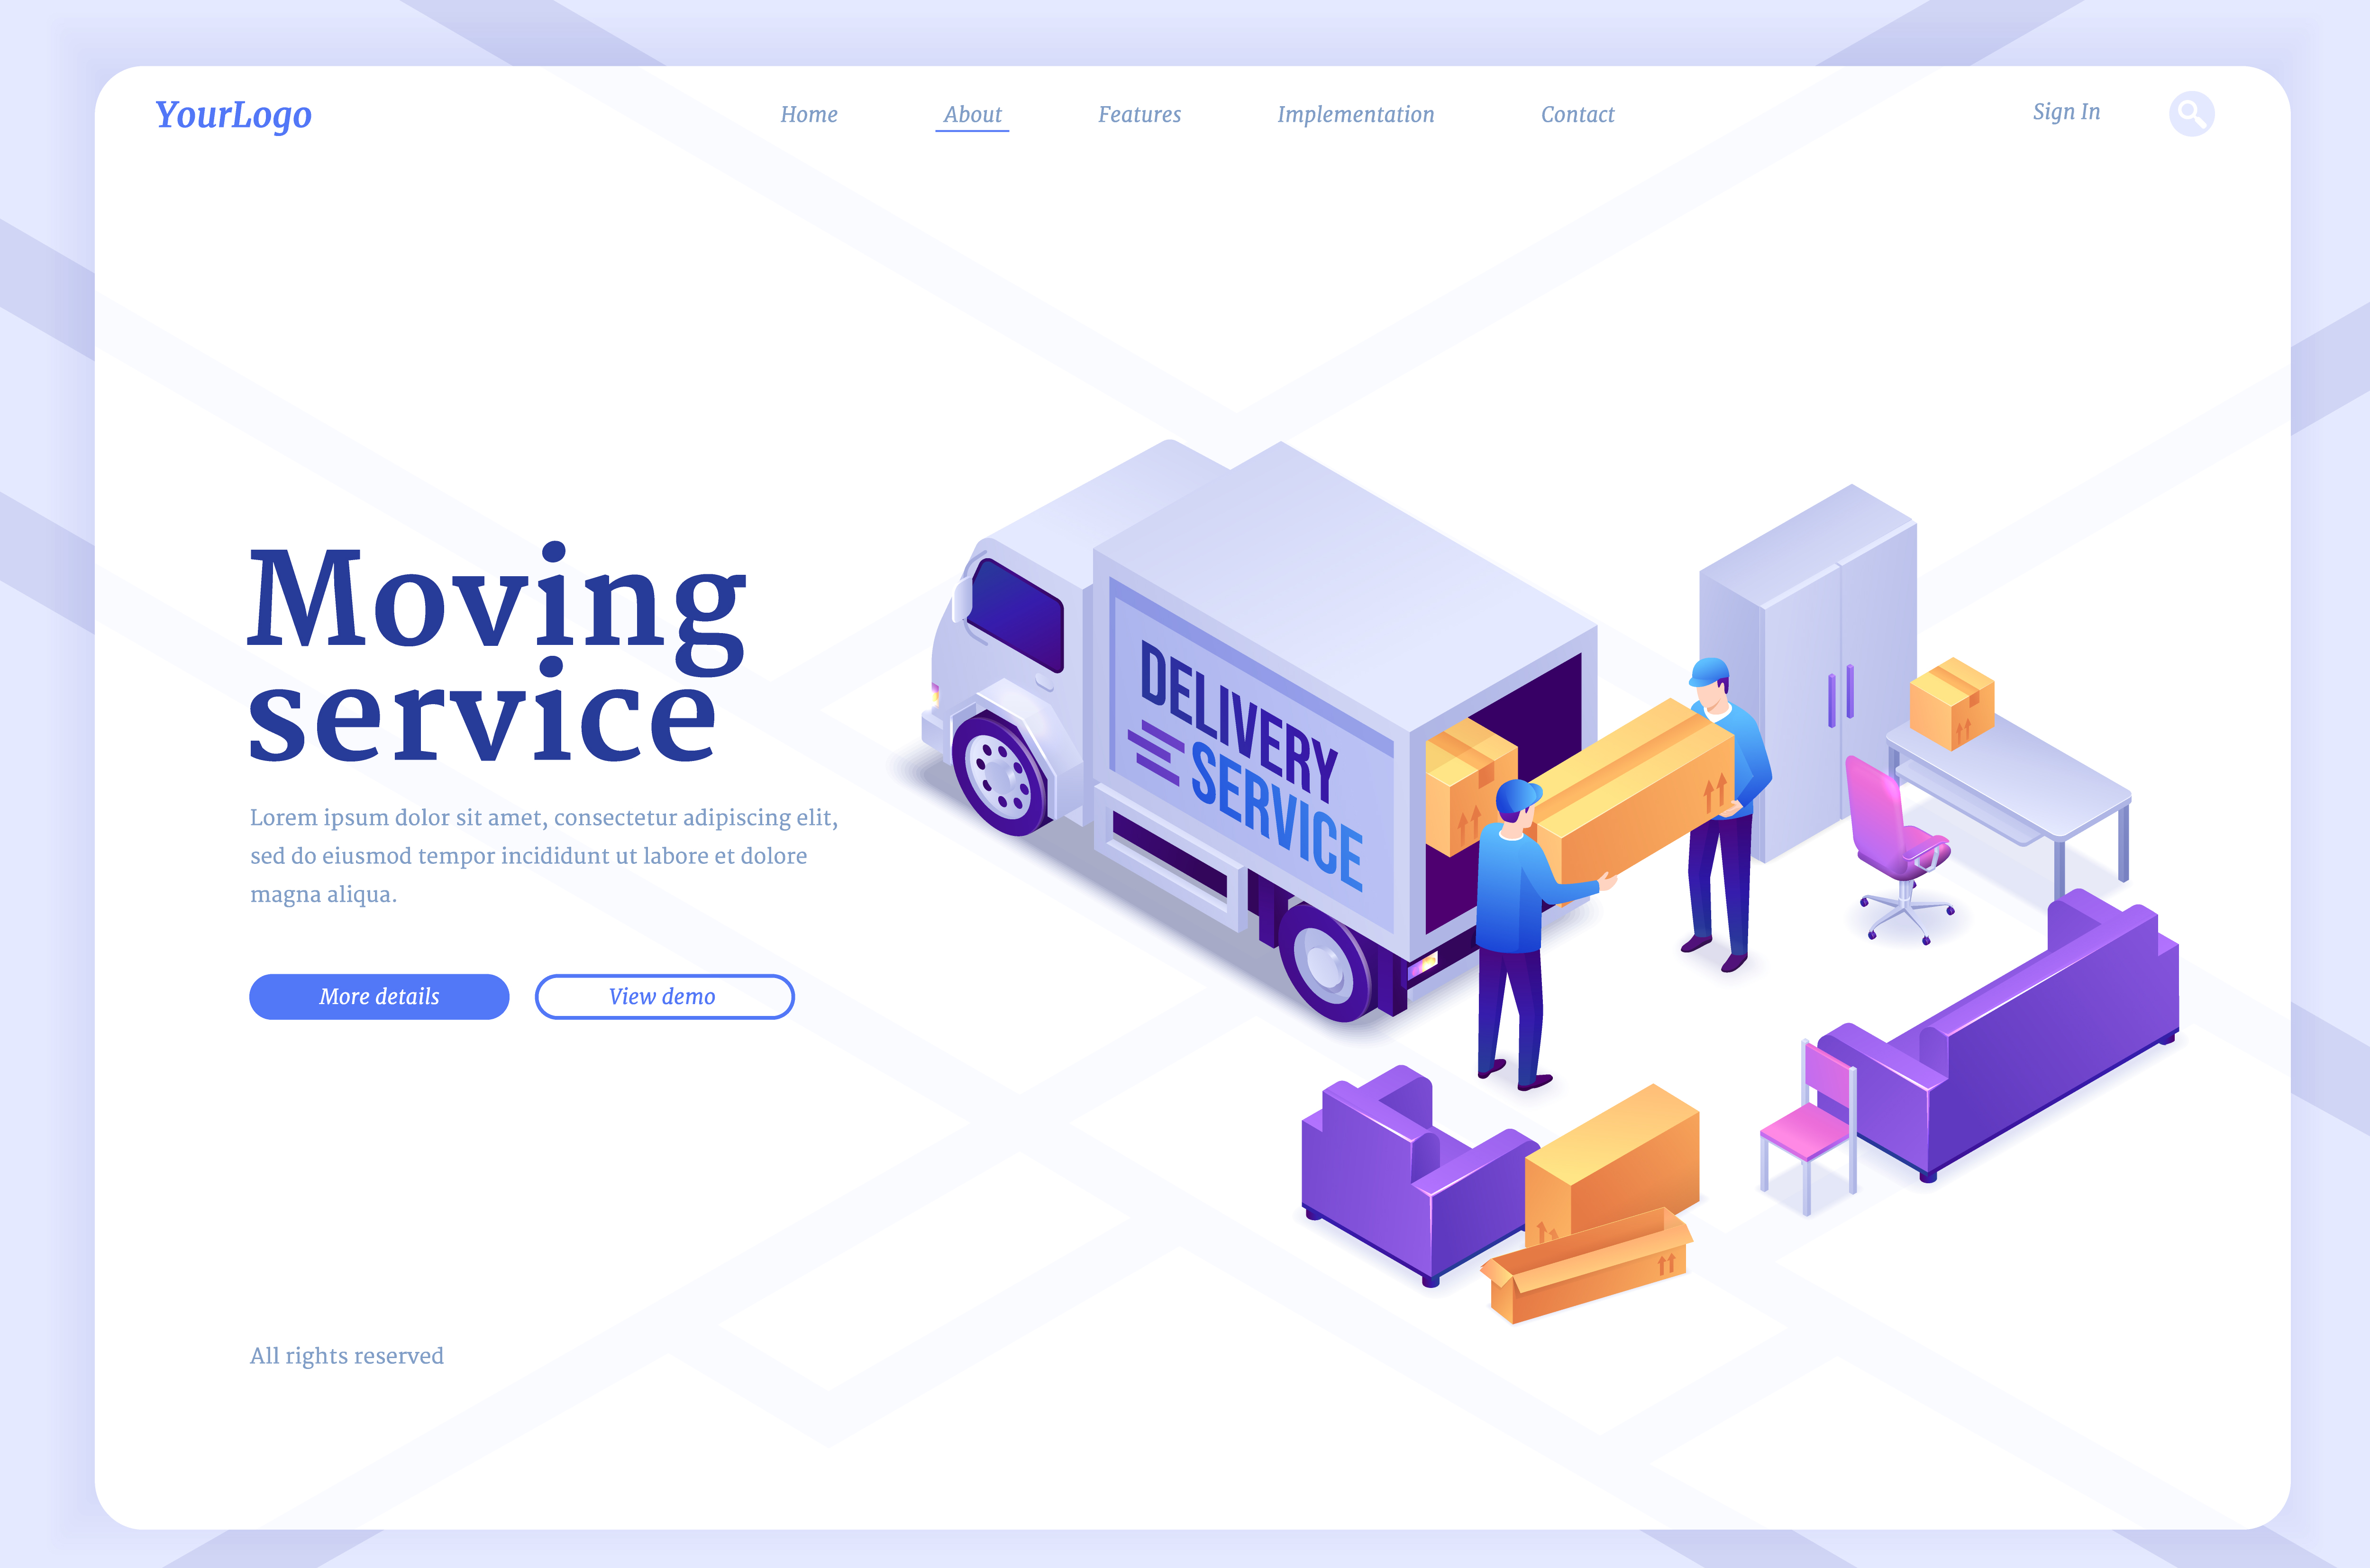 YourLogo
Home
About
Features
Implementation
Contact
Sign In
Moving
service
Lorem ipsum dolor sit amet, consectetur adipiscing elit,
sed do eiusmod tempor incididunt ut labore et dolore
magna aliqua.
More details
View demo
DELIVERY
SERVICE
All rights reserved